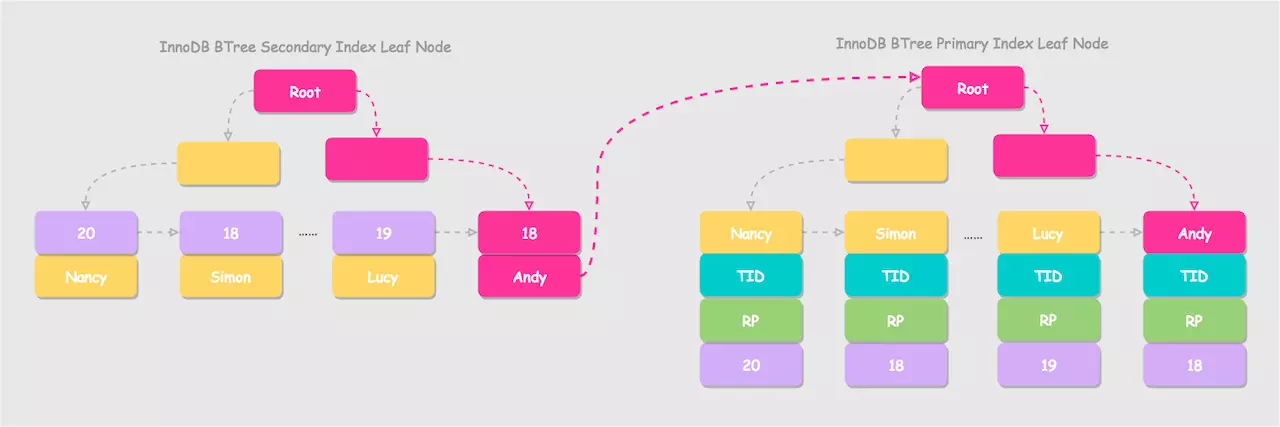 InnoDB BTree Secondary Index Leaf Node
Root
20
18
......
19
18
Nancy
Simon
Lucy
Andy
InnoDB BTree Primary Index Leaf Node
Root
Nancy
Simon
......
Lucy
Andy
TID
TID
TID
TID
RP
RP
RP
RP
20
18
19
18